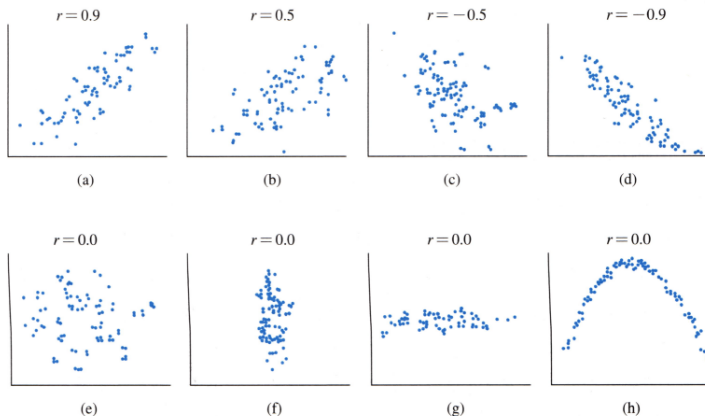 r = 0.9
r = 0.5
r = −0.5
r = −0.9
(a)
(b)
(c)
(d)
r = 0.0
r = 0.0
r = 0.0
r = 0.0
(e)
(f)
(g)
(h)